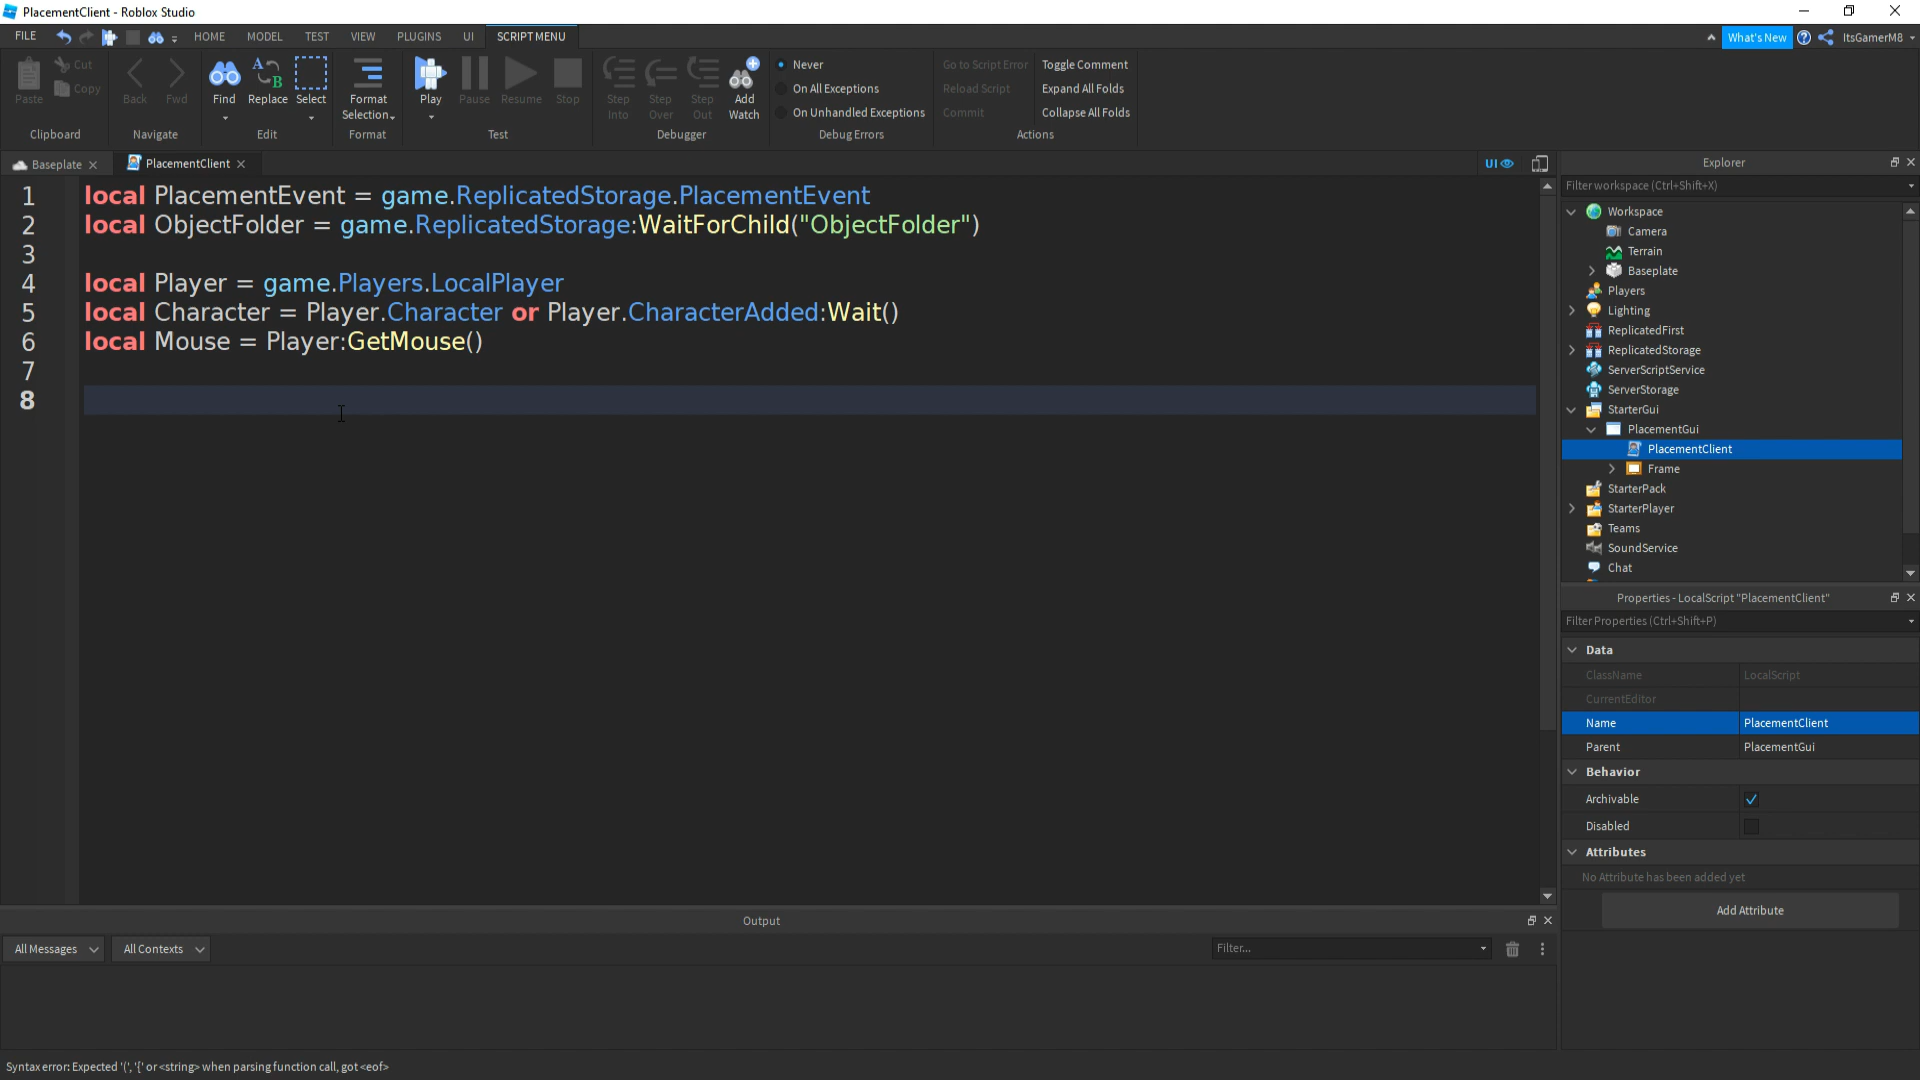 PlacementClient - Roblox Studio
FILE HOME MODEL TEST VIEW PLUGINS UI SCRIPT MENU What's New ItsGamerM8
Paste Cut Copy
Clipboard
Back Fwd
Navigate
Find Replace Select
Edit
Format Selection
Format
Play Pause Resume Stop
Test
Step Into Step Over Step Out Add Watch
Debugger
Never
On All Exceptions
On Unhandled Exceptions
Debug Errors
Go to Script Error Toggle Comment
Reload Script Expand All Folds
Commit Collapse All Folds
Actions
Baseplate PlacementClient UI
1 local PlacementEvent = game.ReplicatedStorage.PlacementEvent
2 local ObjectFolder = game.ReplicatedStorage:WaitForChild("ObjectFolder")
3
4 local Player = game.Players.LocalPlayer
5 local Character = Player.Character or Player.CharacterAdded:Wait()
6 local Mouse = Player:GetMouse()
7
8
Explorer
Filter workspace (Ctrl+Shift+X)
Workspace
Camera
Terrain
Baseplate
Players
Lighting
ReplicatedFirst
ReplicatedStorage
ServerScriptService
ServerStorage
StarterGui
PlacementGui
PlacementClient
Frame
StarterPack
StarterPlayer
Teams
SoundService
Chat
Properties - LocalScript "PlacementClient"
Filter Properties (Ctrl+Shift+P)
Data
ClassName LocalScript
CurrentEditor
Name PlacementClient
Parent PlacementGui
Behavior
Archivable
Disabled
Attributes
No Attribute has been added yet
Add Attribute
Output
All Messages All Contexts Filter...
Syntax error: Expected '(', '{' or <string> when parsing function call, got <eof>